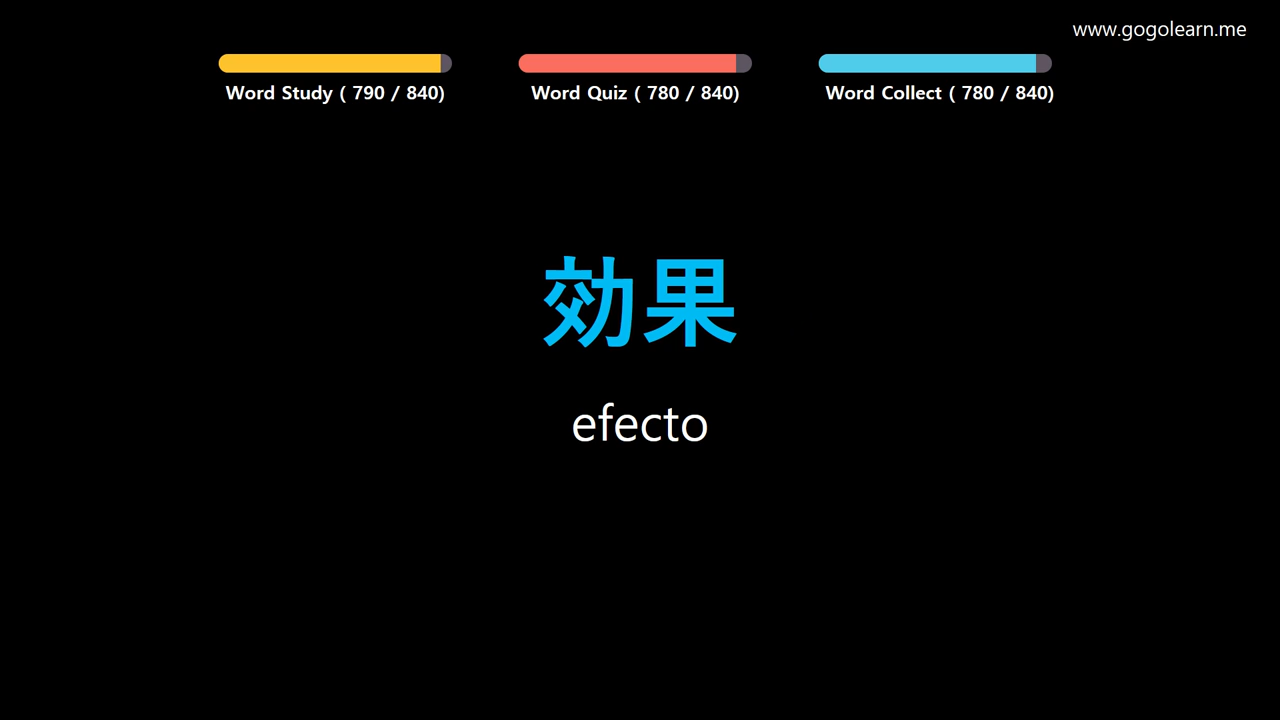 www.gogolearn.me
Word Study ( 790 / 840)
Word Quiz ( 780 / 840)
Word Collect ( 780 / 840)
効果
efecto